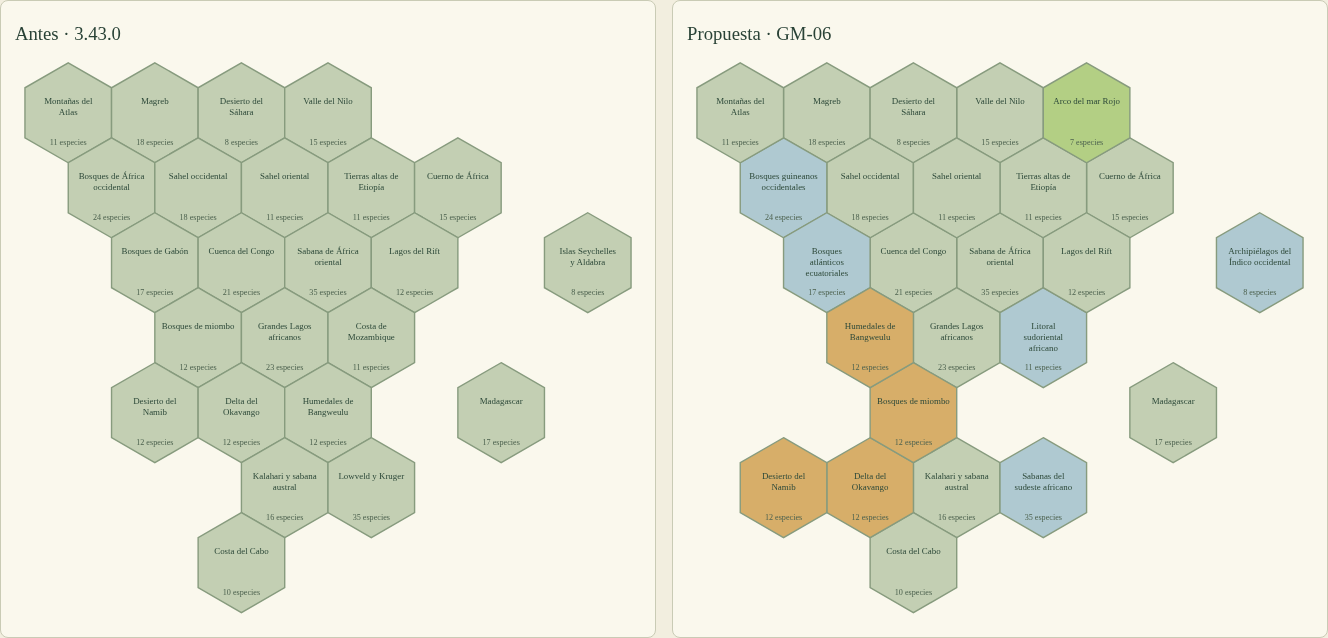 Antes · 3.43.0
Montañas del
Atlas
11 especies
Magreb
18 especies
Desierto del
Sáhara
8 especies
Valle del Nilo
15 especies
Bosques de África
occidental
24 especies
Sahel occidental
18 especies
Sahel oriental
11 especies
Tierras altas de
Etiopía
11 especies
Cuerno de África
15 especies
Bosques de Gabón
17 especies
Cuenca del Congo
21 especies
Sabana de África
oriental
35 especies
Lagos del Rift
12 especies
Islas Seychelles
y Aldabra
8 especies
Bosques de miombo
12 especies
Grandes Lagos
africanos
23 especies
Costa de
Mozambique
11 especies
Desierto del
Namib
12 especies
Delta del
Okavango
12 especies
Humedales de
Bangweulu
12 especies
Madagascar
17 especies
Kalahari y sabana
austral
16 especies
Lowveld y Kruger
35 especies
Costa del Cabo
10 especies
Propuesta · GM-06
Montañas del
Atlas
11 especies
Magreb
18 especies
Desierto del
Sáhara
8 especies
Valle del Nilo
15 especies
Arco del mar Rojo
7 especies
Bosques guineanos
occidentales
24 especies
Sahel occidental
18 especies
Sahel oriental
11 especies
Tierras altas de
Etiopía
11 especies
Cuerno de África
15 especies
Bosques
atlánticos
ecuatoriales
17 especies
Cuenca del Congo
21 especies
Sabana de África
oriental
35 especies
Lagos del Rift
12 especies
Archipiélagos del
Índico occidental
8 especies
Humedales de
Bangweulu
12 especies
Grandes Lagos
africanos
23 especies
Litoral
sudoriental
africano
11 especies
Bosques de miombo
12 especies
Madagascar
17 especies
Desierto del
Namib
12 especies
Delta del
Okavango
12 especies
Kalahari y sabana
austral
16 especies
Sabanas del
sudeste africano
35 especies
Costa del Cabo
10 especies